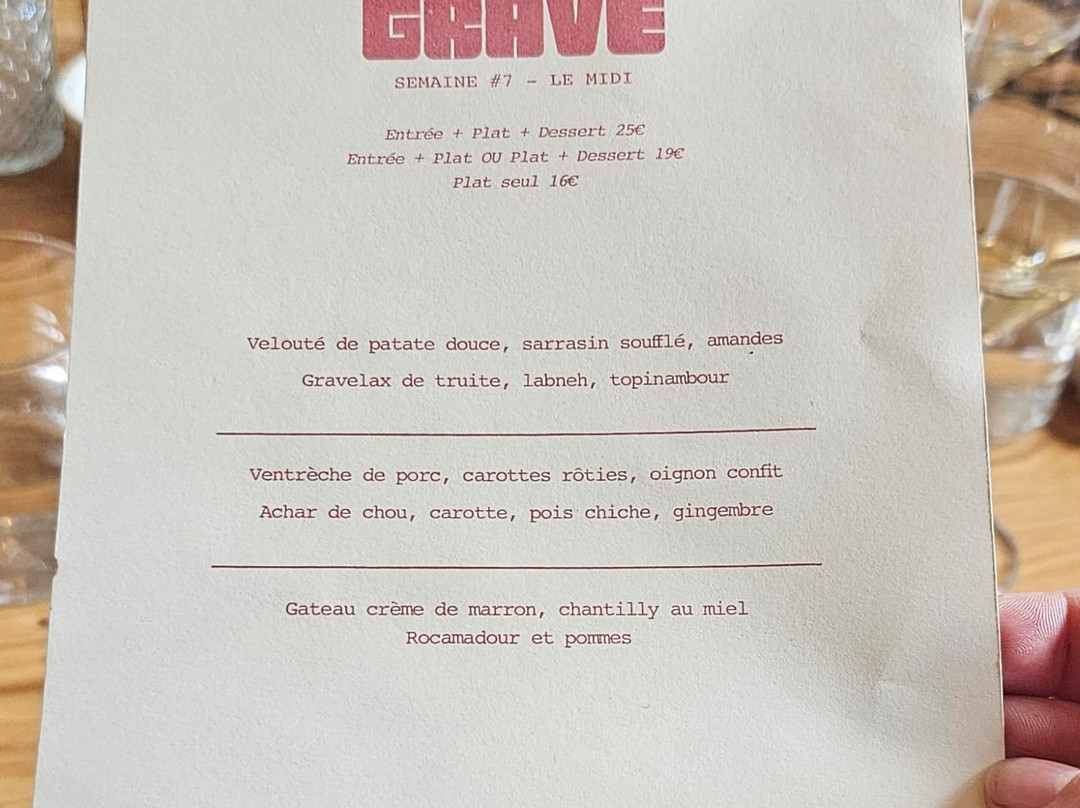 GRAVE
SEMAINE #7 - LE MIDI
Entrée + Plat + Dessert 25€
Entrée + Plat OU Plat + Dessert 19€
Plat seul 16€
Velouté de patate douce, sarrasin soufflé, amandes
Gravelax de truite, labneh, topinambour
Ventrèche de porc, carottes rôties, oignon confit
Achar de chou, carotte, pois chiche, gingembre
Gateau crème de marron, chantilly au miel
Rocamadour et pommes